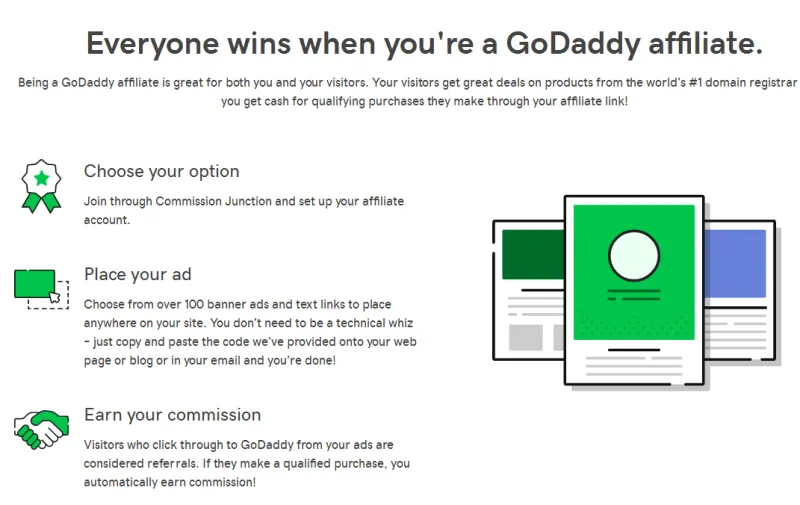 Everyone wins when you're a GoDaddy affiliate.
Being a GoDaddy affiliate is great for both you and your visitors. Your visitors get great deals on products from the world's #1 domain registrar
you get cash for qualifying purchases they make through your affiliate link!
Choose your option
Join through Commission Junction and set up your affiliate
account.
Place your ad
Choose from over 100 banner ads and text links to place
anywhere on your site. You don't need to be a technical whiz
– just copy and paste the code we've provided onto your web
page or blog or in your email and you're done!
Earn your commission
Visitors who click through to GoDaddy from your ads are
considered referrals. If they make a qualified purchase, you
automatically earn commission!